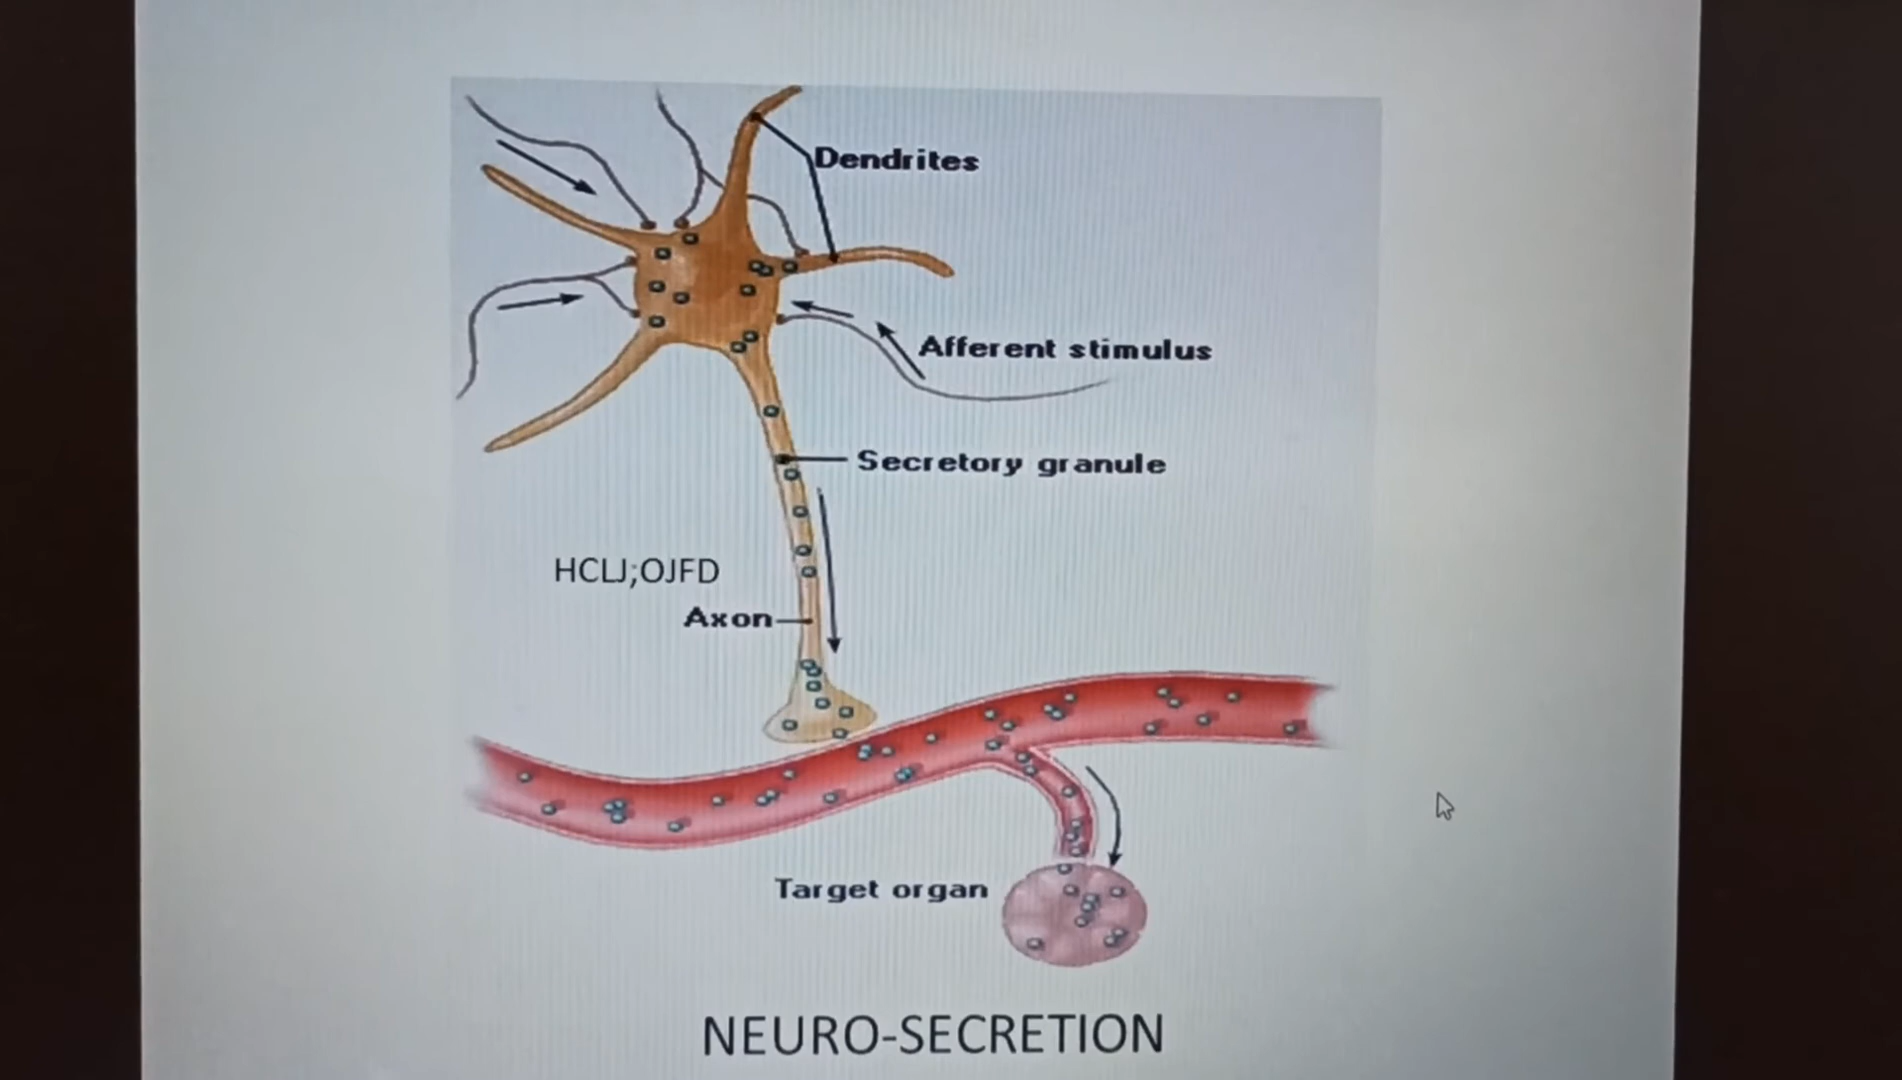 Dendrites
Afferent stimulus
Secretory granule
HCLJ;OJFD
Axon
Target organ
NEURO-SECRETION